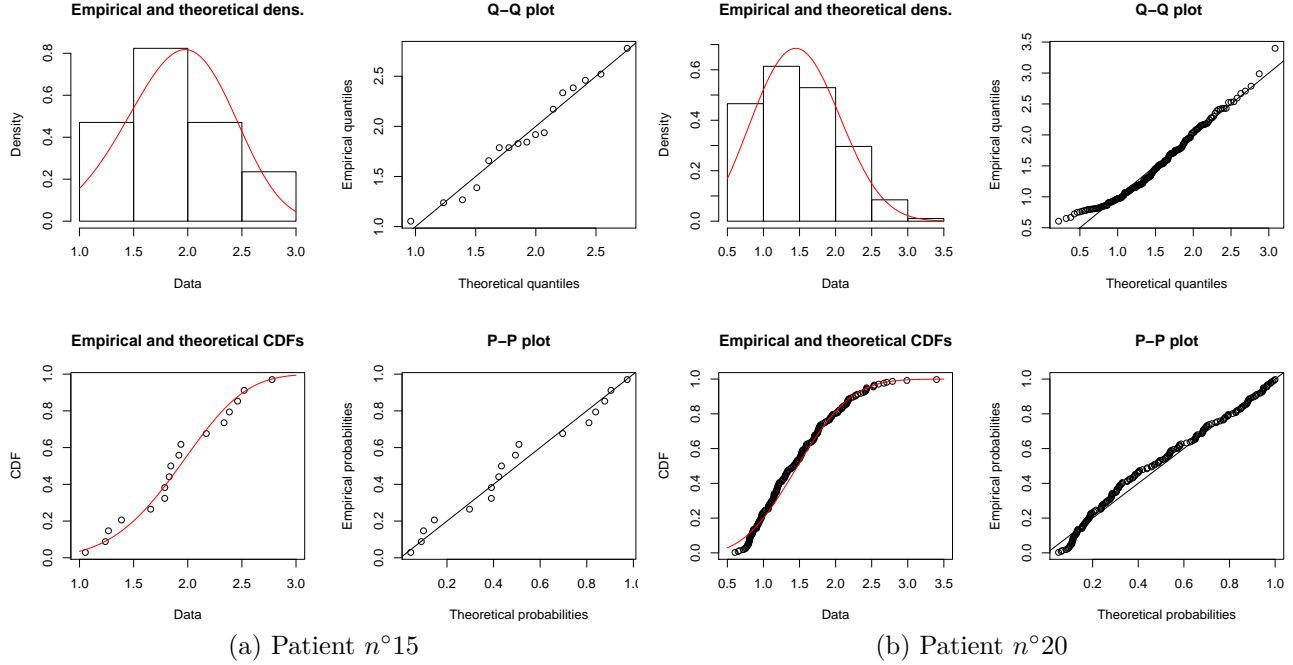 Empirical and theoretical dens.
Density
0.0 0.2 0.4 0.6 0.8
1.0 1.5 2.0 2.5 3.0
Data
Q−Q plot
Empirical quantiles
1.0 1.5 2.0 2.5
1.0 1.5 2.0 2.5
Theoretical quantiles
Empirical and theoretical CDFs
CDF
0.0 0.2 0.4 0.6 0.8 1.0
1.0 1.5 2.0 2.5 3.0
Data
P−P plot
Empirical probabilities
0.0 0.2 0.4 0.6 0.8 1.0
0.2 0.4 0.6 0.8 1.0
Theoretical probabilities
(a) Patient n°15
Empirical and theoretical dens.
Density
0.0 0.2 0.4 0.6
0.5 1.0 1.5 2.0 2.5 3.0 3.5
Data
Q−Q plot
Empirical quantiles
0.5 1.0 1.5 2.0 2.5 3.0 3.5
0.5 1.0 1.5 2.0 2.5 3.0
Theoretical quantiles
Empirical and theoretical CDFs
CDF
0.0 0.2 0.4 0.6 0.8 1.0
0.5 1.0 1.5 2.0 2.5 3.0 3.5
Data
P−P plot
Empirical probabilities
0.0 0.2 0.4 0.6 0.8 1.0
0.2 0.4 0.6 0.8 1.0
Theoretical probabilities
(b) Patient n°20